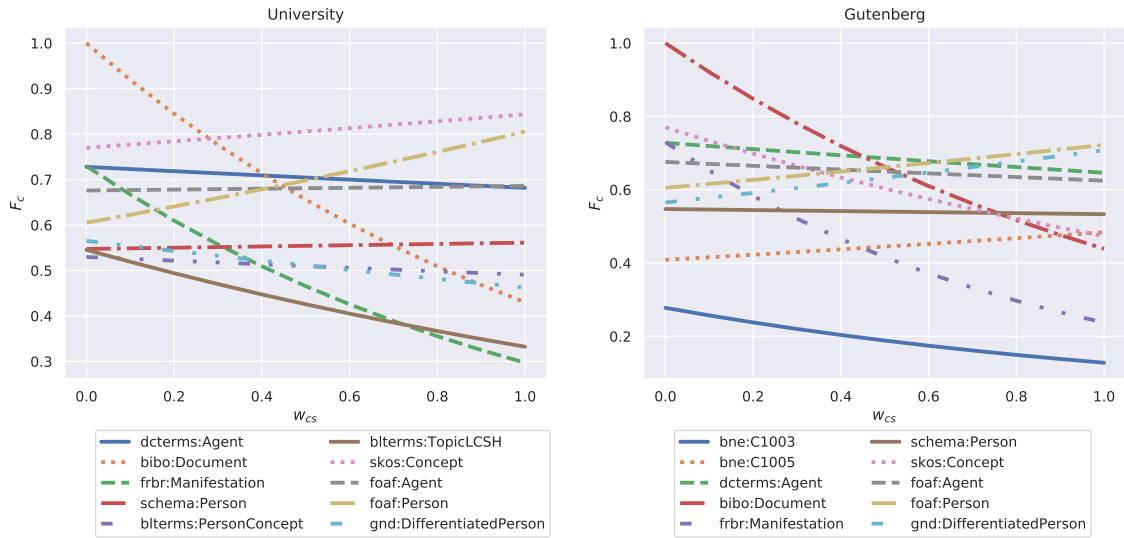 University
1.0
0.9
0.8
0.7
0.6
0.5
0.4
0.3
F_c
0.0 0.2 0.4 0.6 0.8 1.0
w_cs
dcterms:Agent blterms:TopicLCSH
bibo:Document skos:Concept
frbr:Manifestation foaf:Agent
schema:Person foaf:Person
blterms:PersonConcept gnd:DifferentiatedPerson
Gutenberg
1.0
0.8
0.6
0.4
0.2
F_c
0.0 0.2 0.4 0.6 0.8 1.0
w_cs
bne:C1003 schema:Person
bne:C1005 skos:Concept
dcterms:Agent foaf:Agent
bibo:Document foaf:Person
frbr:Manifestation gnd:DifferentiatedPerson